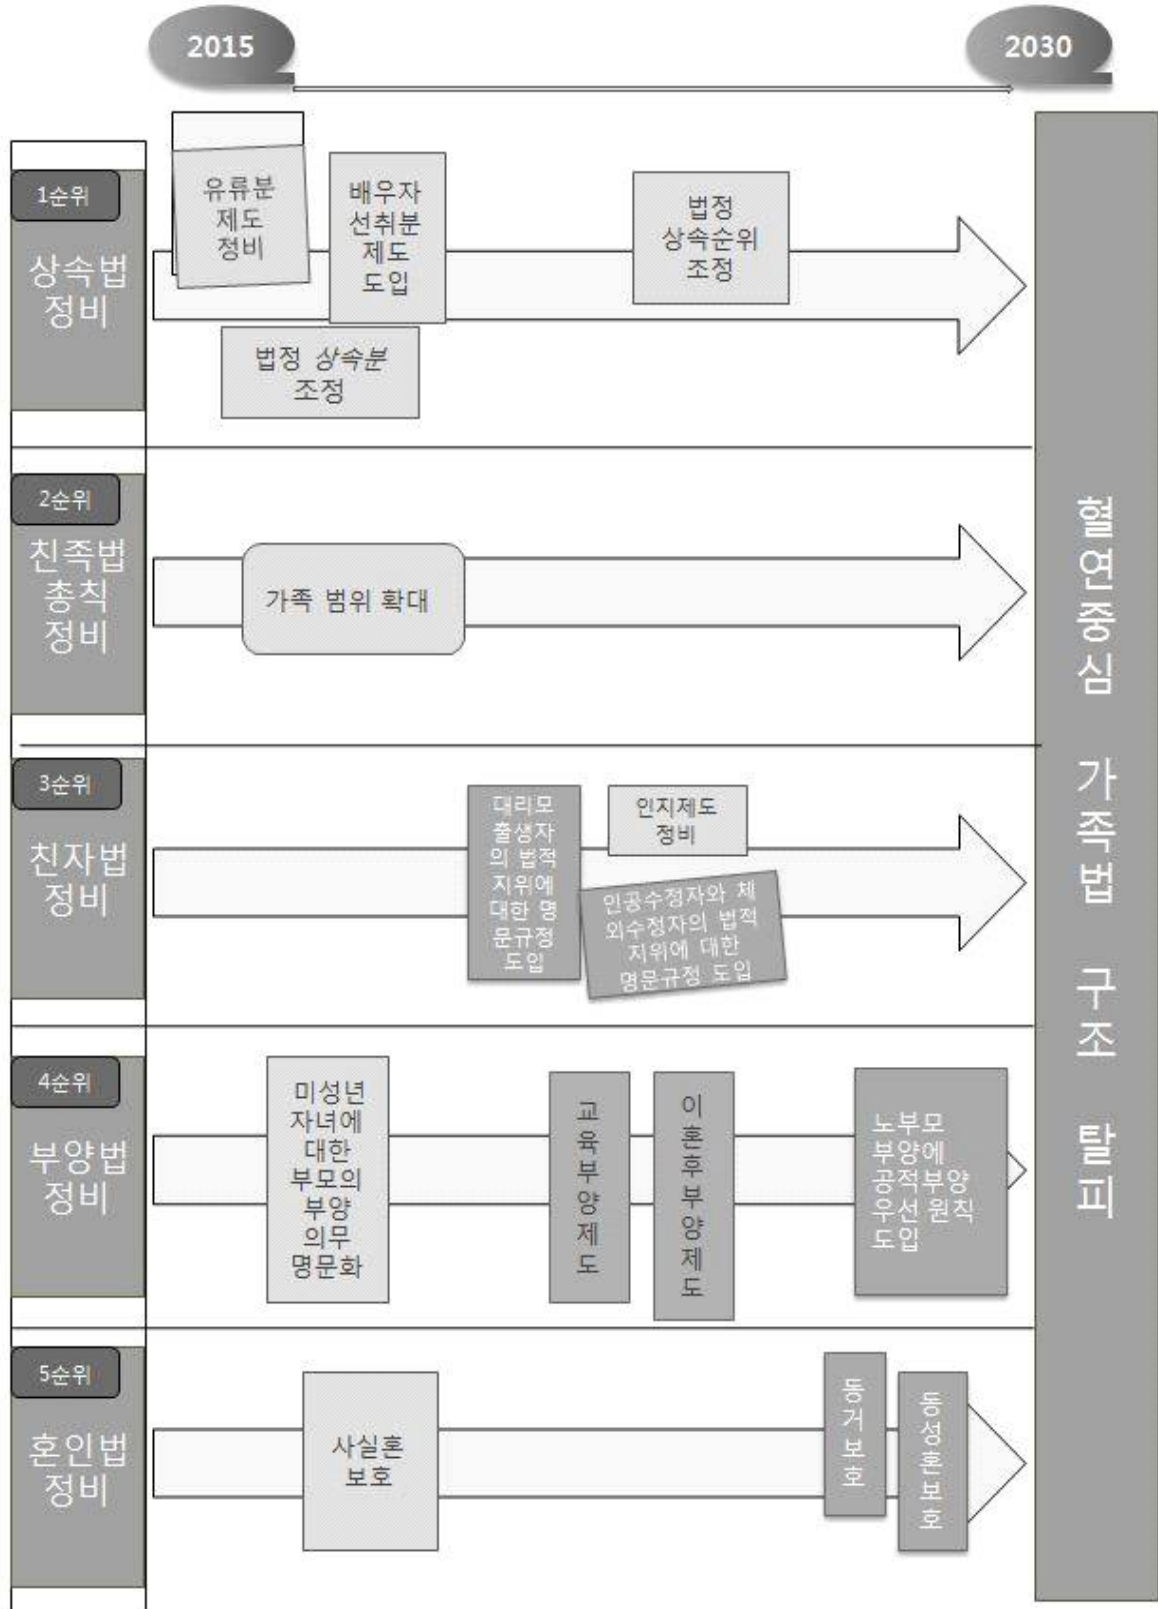 2015
2030
1순위
상속법
정비
유류분
제도
정비
배우자
선취분
제도
도입
법정
상속순위
조정
법정 상속분
조정
2순위
친족법
총칙
정비
가족 범위 확대
3순위
친자법
정비
대리모
출생자
의 법적
지위에
대한 명
문규정
도입
인지제도
정비
인공수정자와 체
외수정자의 법적
지위에 대한
명문규정 도입
4순위
부양법
정비
미성년
자녀에
대한
부모의
부양
의무
명문화
교육부양제도
이혼후부양제도
노부모
부양에
공적부양
우선 원칙
도입
5순위
혼인법
정비
사실혼
보호
동거보호
동성혼보호
혈연중심 가족법 구조 탈피